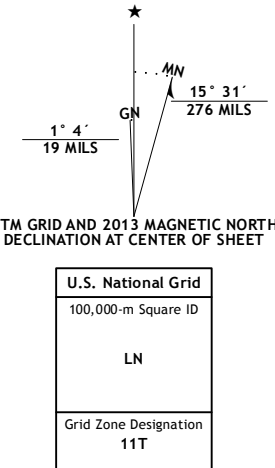 MN
GN
15° 31´
276 MILS
1° 4´
19 MILS
TM GRID AND 2013 MAGNETIC NORTH
DECLINATION AT CENTER OF SHEET
U.S. National Grid
100,000-m Square ID
LN
Grid Zone Designation
11T